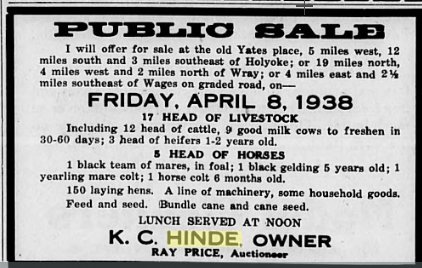 PUBLIC SALE
I will offer for sale at the old Yates place, 5 miles west, 12
miles south and 3 miles southeast of Holyoke; or 19 miles north,
4 miles west and 2 miles north of Wray; or 4 miles east and 2½
miles southeast of Wages on graded road, on—
FRIDAY, APRIL 8, 1938
17 HEAD OF LIVESTOCK
Including 12 head of cattle, 9 good milk cows to freshen in
30-60 days; 3 head of heifers 1-2 years old.
5 HEAD OF HORSES
1 black team of mares, in foal; 1 black gelding 5 years old; 1
yearling mare colt; 1 horse colt 6 months old.
150 laying hens. A line of machinery, some household goods.
Feed and seed. Bundle cane and cane seed.
LUNCH SERVED AT NOON
K. C. HINDE, OWNER
RAY PRICE, Auctioneer